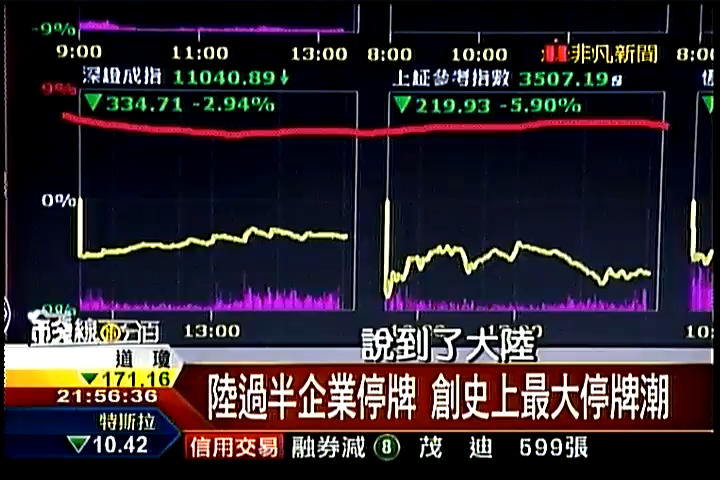 -9%
9:00 11:00 13:00 8:00 10:00 非凡新聞 8:0
深證成指 11040.89↓ 上証參考指數 3507.19
9% ▼334.71 -2.94% ▼219.93 -5.90%
0%
13:00 10:
說到了大陸
道瓊
▼171.16
21:56:36
陸過半企業停牌 創史上最大停牌潮
特斯拉
▼10.42
信用交易 融券減 8 茂迪 599張